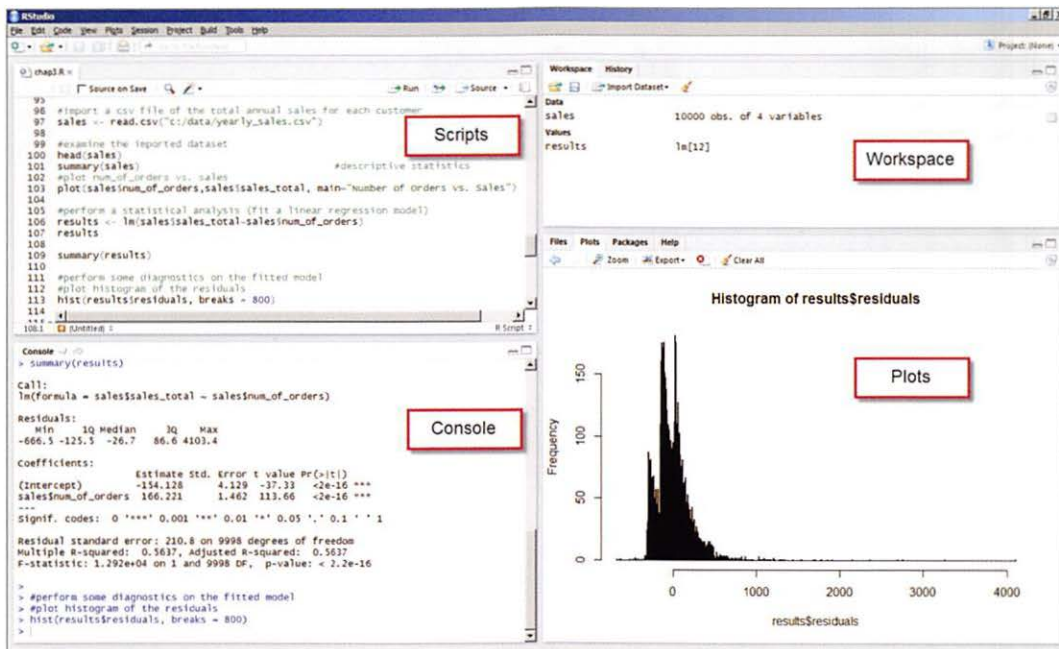 RStudio
File Edit Code View Plots Session Project Build Tools Help
Project: (None)
chap3.R
Source on Save Run Source
95
96 #import a csv file of the total annual sales for each customer
97 sales <- read.csv("c:/data/yearly_sales.csv")
98
99 #examine the imported dataset
100 head(sales)
101 summary(sales) #descriptive statistics
102 #plot num_of_orders vs. sales
103 plot(sales$num_of_orders,sales$sales_total, main="Number of Orders vs. Sales")
104
105 #perform a statistical analysis (fit a linear regression model)
106 results <- lm(sales$sales_total~sales$num_of_orders)
107 results
108
109 summary(results)
110
111 #perform some diagnostics on the fitted model
112 #plot histogram of the residuals
113 hist(results$residuals, breaks = 800)
114
108:1 (Untitled) R Script
Scripts
Console
> summary(results)
Call:
lm(formula = sales$sales_total ~ sales$num_of_orders)
Residuals:
Min 1Q Median 3Q Max
-666.5 -125.5 -26.7 86.6 4103.4
Coefficients:
Estimate Std. Error t value Pr(>|t|)
(Intercept) -154.128 4.129 -37.33 <2e-16 ***
sales$num_of_orders 166.221 1.462 113.66 <2e-16 ***
---
Signif. codes: 0 '***' 0.001 '**' 0.01 '*' 0.05 '.' 0.1 ' ' 1
Residual standard error: 210.8 on 9998 degrees of freedom
Multiple R-squared: 0.5637, Adjusted R-squared: 0.5637
F-statistic: 1.292e+04 on 1 and 9998 DF, p-value: < 2.2e-16
>
> #perform some diagnostics on the fitted model
> #plot histogram of the residuals
> hist(results$residuals, breaks = 800)
>
Console
Workspace History
Import Dataset
Data
sales 10000 obs. of 4 variables
Values
results lm[12]
Workspace
Files Plots Packages Help
Zoom Export Clear All
Histogram of results$residuals
Plots
Frequency
150
100
50
0
0 1000 2000 3000 4000
results$residuals